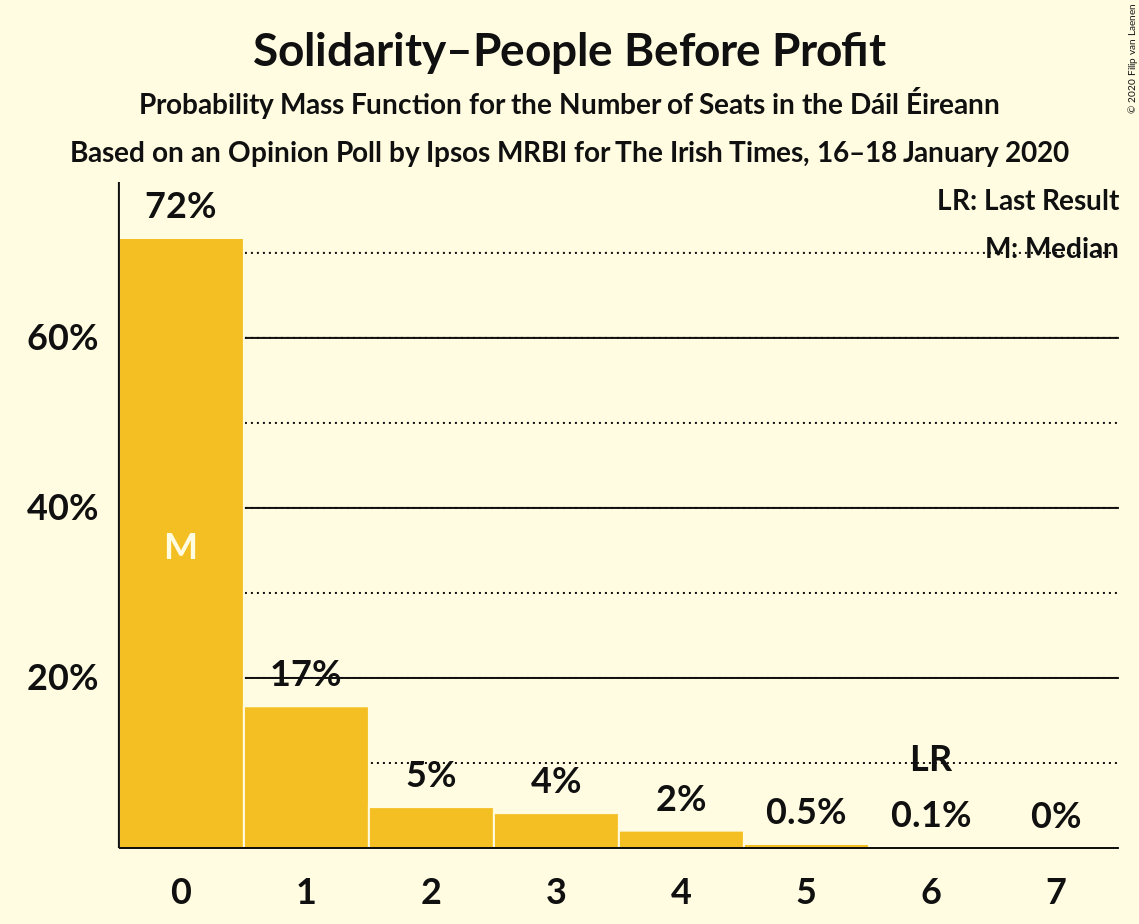 Solidarity–People Before Profit
Probability Mass Function for the Number of Seats in the Dáil Éireann
Based on an Opinion Poll by Ipsos MRBI for The Irish Times, 16–18 January 2020
© 2020 Filip van Laenen
LR: Last Result
M: Median
72%
60%
40%
M
20%
17%
5%
4%
2%
0.5%
LR
0.1%
0%
0 1 2 3 4 5 6 7